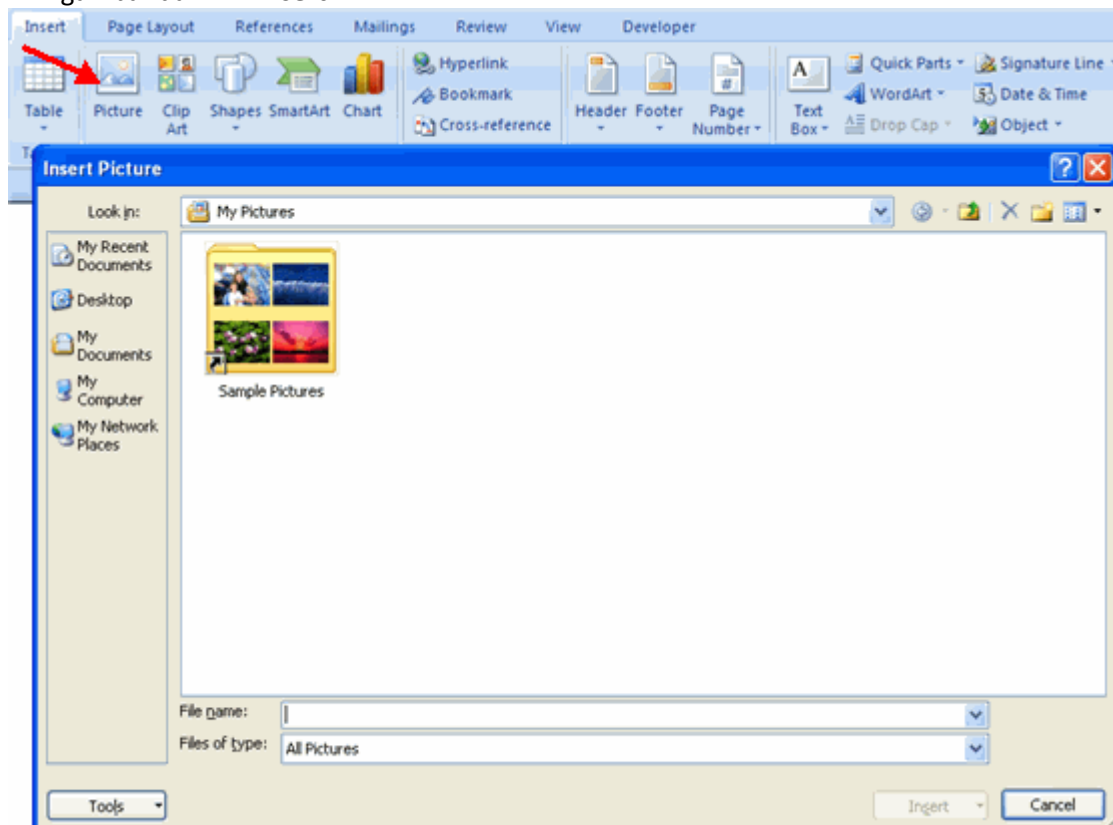 Insert Page Layout References Mailings Review View Developer
Table Picture Clip Art Shapes SmartArt Chart
Hyperlink
Bookmark
Cross-reference
Header Footer Page Number
Text Box
Quick Parts
WordArt
Drop Cap
Signature Line
Date & Time
Object
Insert Picture
Look in: My Pictures
My Recent Documents
Desktop
My Documents
My Computer
My Network Places
Sample Pictures
File name:
Files of type: All Pictures
Tools Insert Cancel